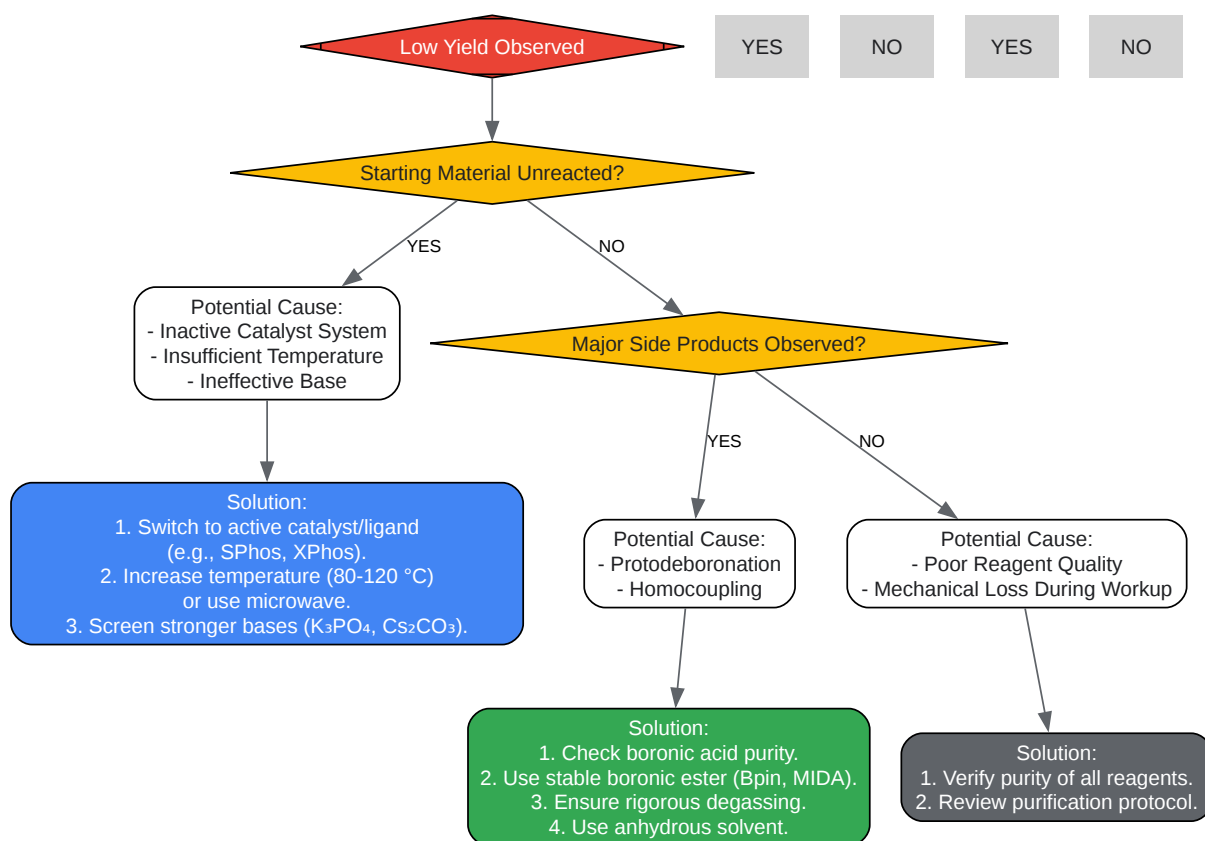 Low Yield Observed
YES
NO
YES
NO
Starting Material Unreacted?
YES
NO
Potential Cause:
- Inactive Catalyst System
- Insufficient Temperature
- Ineffective Base
Major Side Products Observed?
YES
NO
Solution:
1. Switch to active catalyst/ligand
(e.g., SPhos, XPhos).
2. Increase temperature (80-120 °C)
or use microwave.
3. Screen stronger bases (K₃PO₄, Cs₂CO₃).
Potential Cause:
- Protodeboronation
- Homocoupling
Potential Cause:
- Poor Reagent Quality
- Mechanical Loss During Workup
Solution:
1. Check boronic acid purity.
2. Use stable boronic ester (Bpin, MIDA).
3. Ensure rigorous degassing.
4. Use anhydrous solvent.
Solution:
1. Verify purity of all reagents.
2. Review purification protocol.